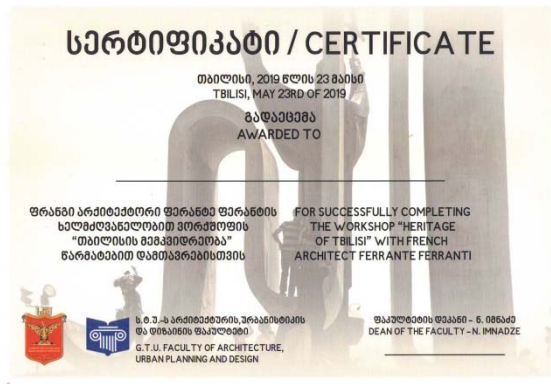 სერტიფიკატი / CERTIFICATE
თბილისი, 2019 წლის 23 მაისი
TBILISI, MAY 23RD OF 2019
გადაეცემა
AWARDED TO
ფრანგი არქიტექტორი ფერანტე ფერანტის
ხელმძღვანელობით ვორქშოფის
"თბილისის მემკვიდრეობა"
წარმატებით დამთავრებისთვის
FOR SUCCESSFULLY COMPLETING
THE WORKSHOP "HERITAGE
OF TBILISI" WITH FRENCH
ARCHITECT FERRANTE FERRANTI
ს.ტ.უ.-ს არქიტექტურის,ურბანისტიკის
და დიზაინის ფაკულტეტი
G.T.U. FACULTY OF ARCHITECTURE,
URBAN PLANNING AND DESIGN
ფაკულტეტის დეკანი - ნ. იმნაძე
DEAN OF THE FACULTY - N. IMNADZE